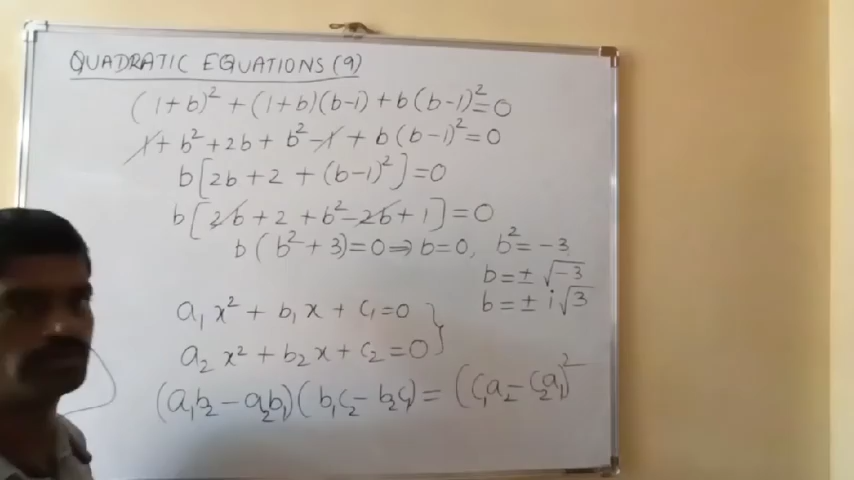 QUADRATIC EQUATIONS (9)
(1+b)² + (1+b)(b-1) + b(b-1)² = 0
1 + b² + 2b + b² - 1 + b(b-1)² = 0
b[2b + 2 + (b-1)²] = 0
b[2b + 2 + b² - 2b + 1] = 0
b(b² + 3) = 0 ⇒ b = 0, b² = -3
b = ± √-3
b = ± i√3
a₁x² + b₁x + c₁ = 0
a₂x² + b₂x + c₂ = 0
(a₁b₂ - a₂b₁)(b₁c₂ - b₂c₁) = (c₁a₂ - c₂a₁)²